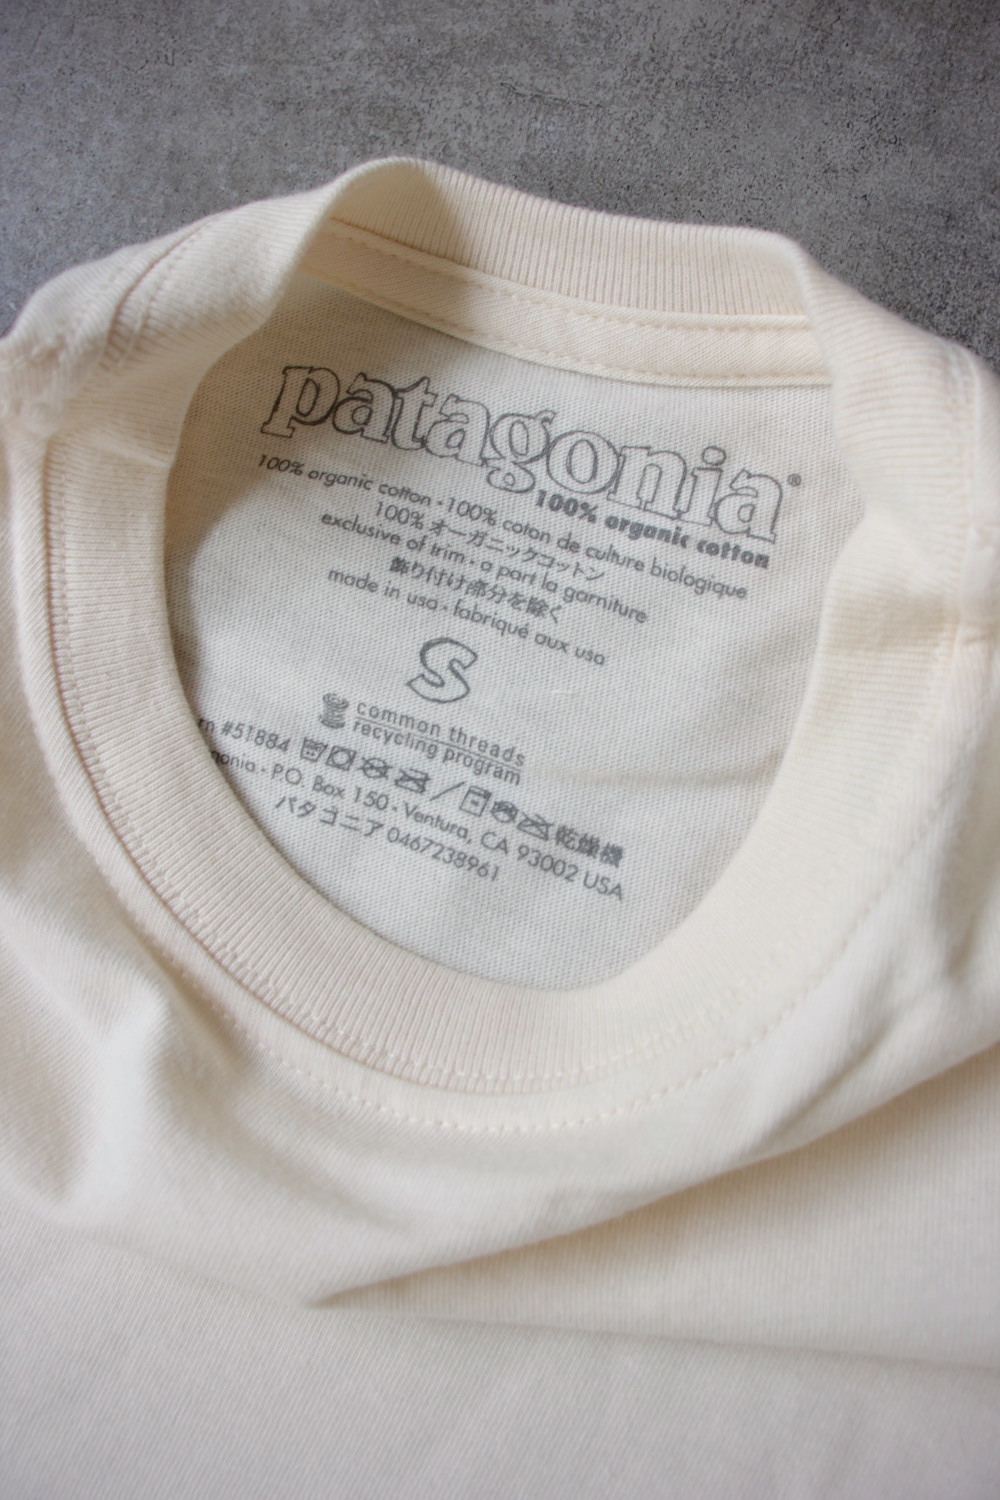 patagonia®
100% organic cotton
100% organic cotton • 100% coton de culture biologique
100% オーガニックコットン
exclusive of trim • a part la garniture
飾り付け部分を除く
made in usa • fabriqué aux usa
S
common threads
recycling program
#51884 / 乾燥機
P.O. Box 150 • Ventura, CA 93002 USA
パタゴニア 0467238961